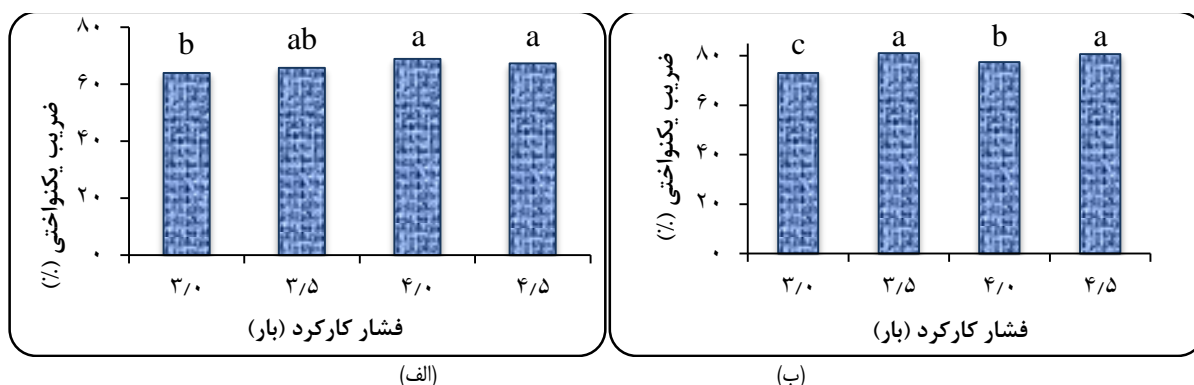 ۸۰
۶۰
۴۰
۲۰
۰
ضریب یکنواختی (٪)
b
ab
a
a
۳/۰
۳/۵
۴/۰
۴/۵
فشار کارکرد (بار)
(الف)
۸۰
۶۰
۴۰
۲۰
۰
ضریب یکنواختی (٪)
c
a
b
a
۳/۰
۳/۵
۴/۰
۴/۵
فشار کارکرد (بار)
(ب)